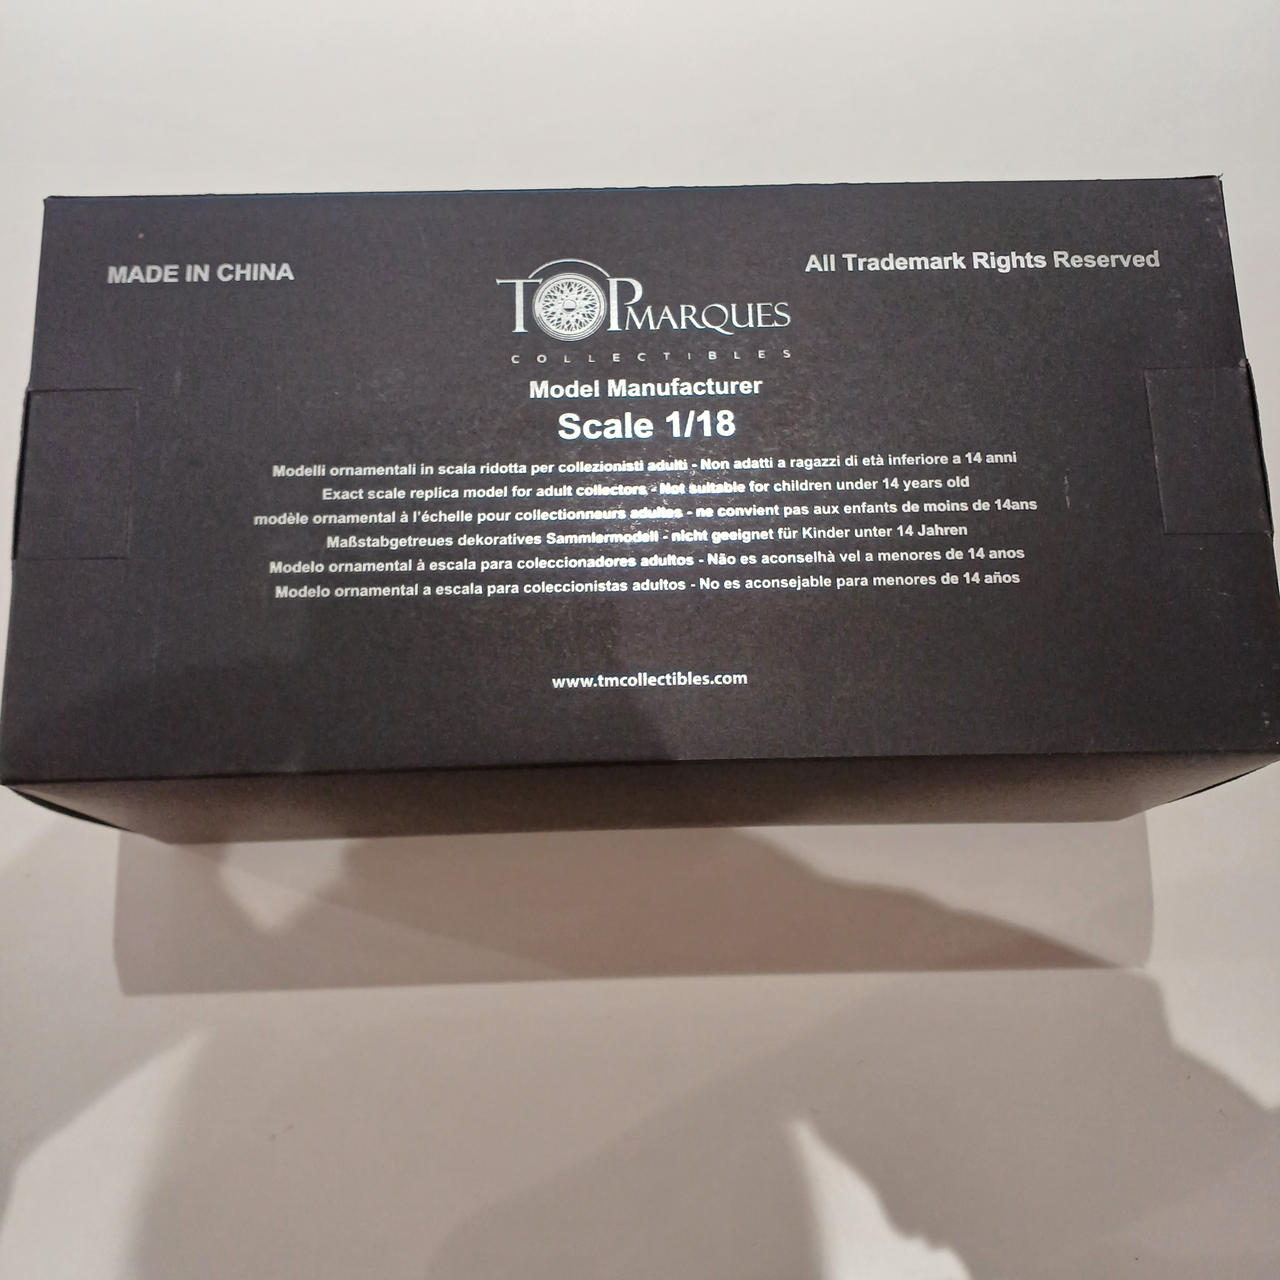 MADE IN CHINA
All Trademark Rights Reserved
TOP MARQUES
COLLECTIBLES
Model Manufacturer
Scale 1/18
Modelli ornamentali in scala ridotta per collezionisti adulti - Non adatti a ragazzi di età inferiore a 14 anni
Exact scale replica model for adult collectors - Not suitable for children under 14 years old
modèle ornamental à l'échelle pour collectionneurs adultes - ne convient pas aux enfants de moins de 14ans
Maßstabgetreues dekoratives Sammlermodell - nicht geeignet für Kinder unter 14 Jahren
Modelo ornamental à escala para coleccionadores adultos - Não es aconselhà vel a menores de 14 anos
Modelo ornamental a escala para coleccionistas adultos - No es aconsejable para menores de 14 años
www.tmcollectibles.com